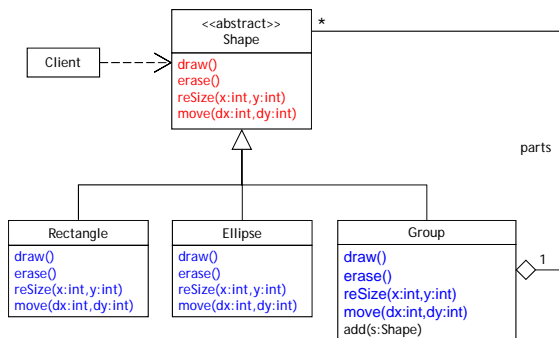 <<abstract>>
Shape
*
draw()
erase()
reSize(x:int,y:int)
move(dx:int,dy:int)
Client
parts
Rectangle
draw()
erase()
reSize(x:int,y:int)
move(dx:int,dy:int)
Ellipse
draw()
erase()
reSize(x:int,y:int)
move(dx:int,dy:int)
Group
draw()
erase()
reSize(x:int,y:int)
move(dx:int,dy:int)
add(s:Shape)
1